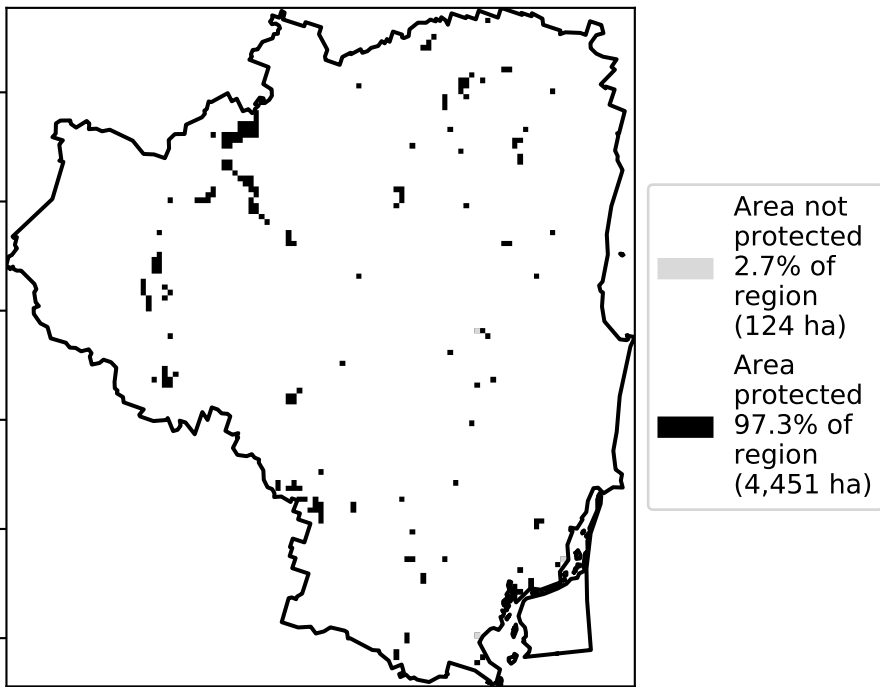 Area not
protected
2.7% of
region
(124 ha)
Area
protected
97.3% of
region
(4,451 ha)